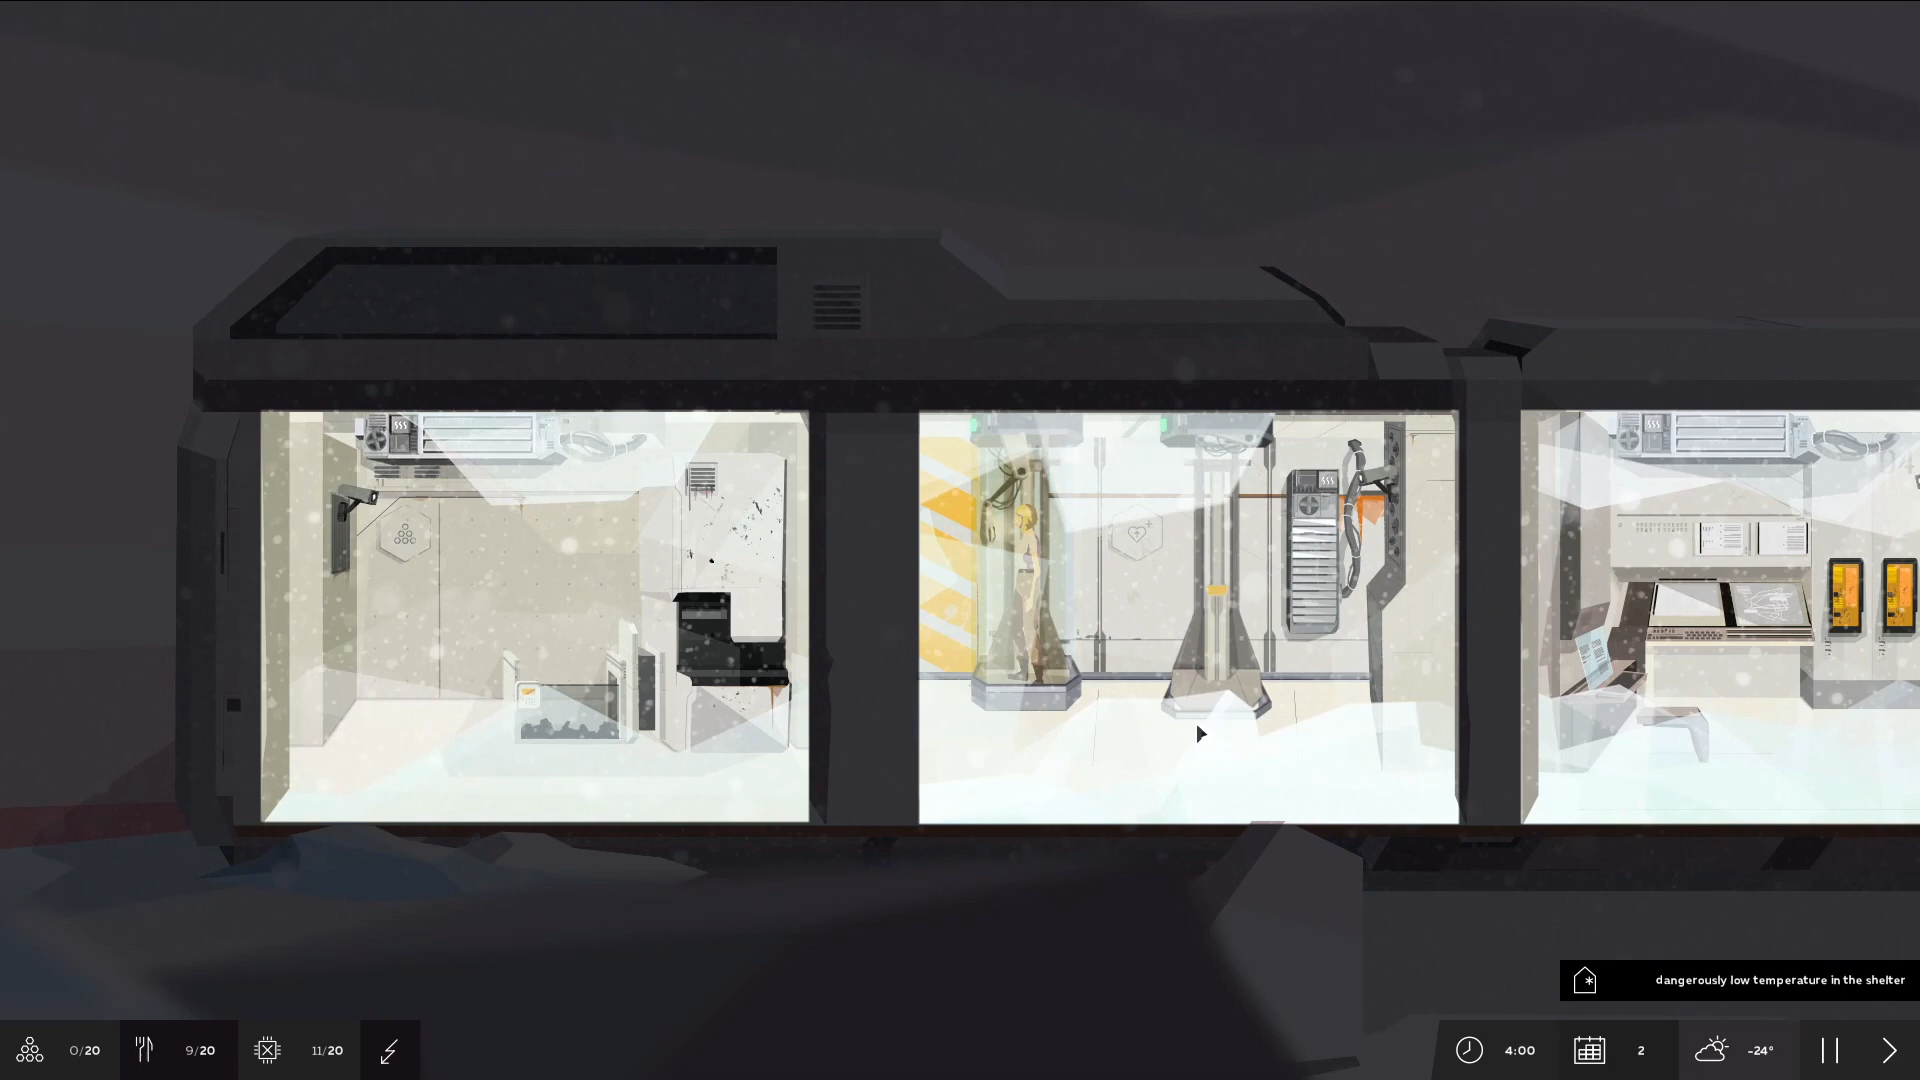 dangerously low temperature in the shelter
0/20 9/20 11/20 4:00 2 -24°